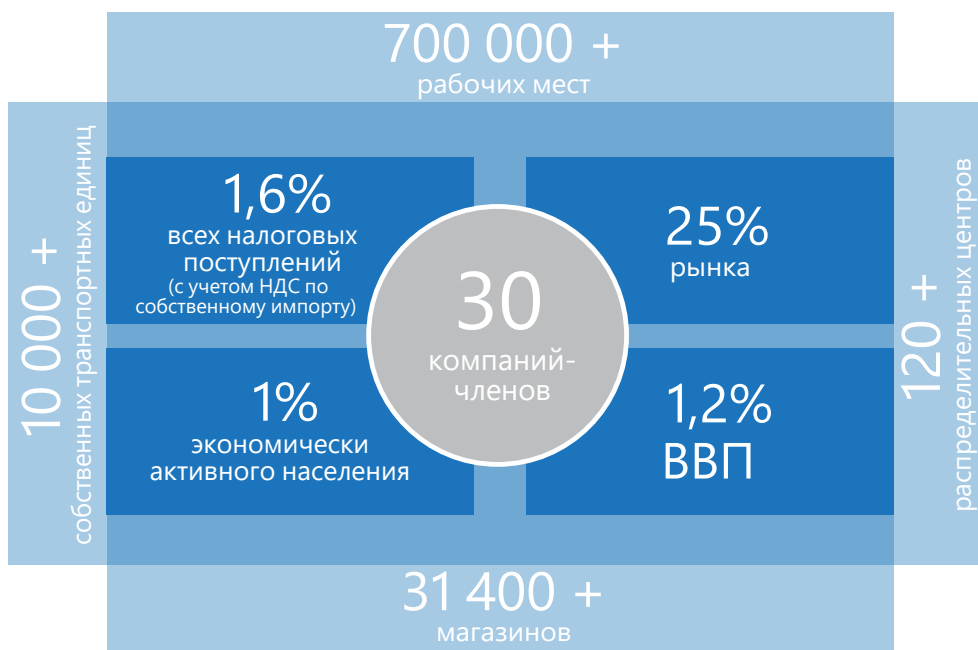 700 000 +
рабочих мест
10 000 +
собственных транспортных единиц
1,6%
всех налоговых
поступлений
(с учетом НДС по
собственному импорту)
25%
рынка
30
компаний-
членов
1%
экономически
активного населения
1,2%
ВВП
120 +
распределительных центров
31 400 +
магазинов